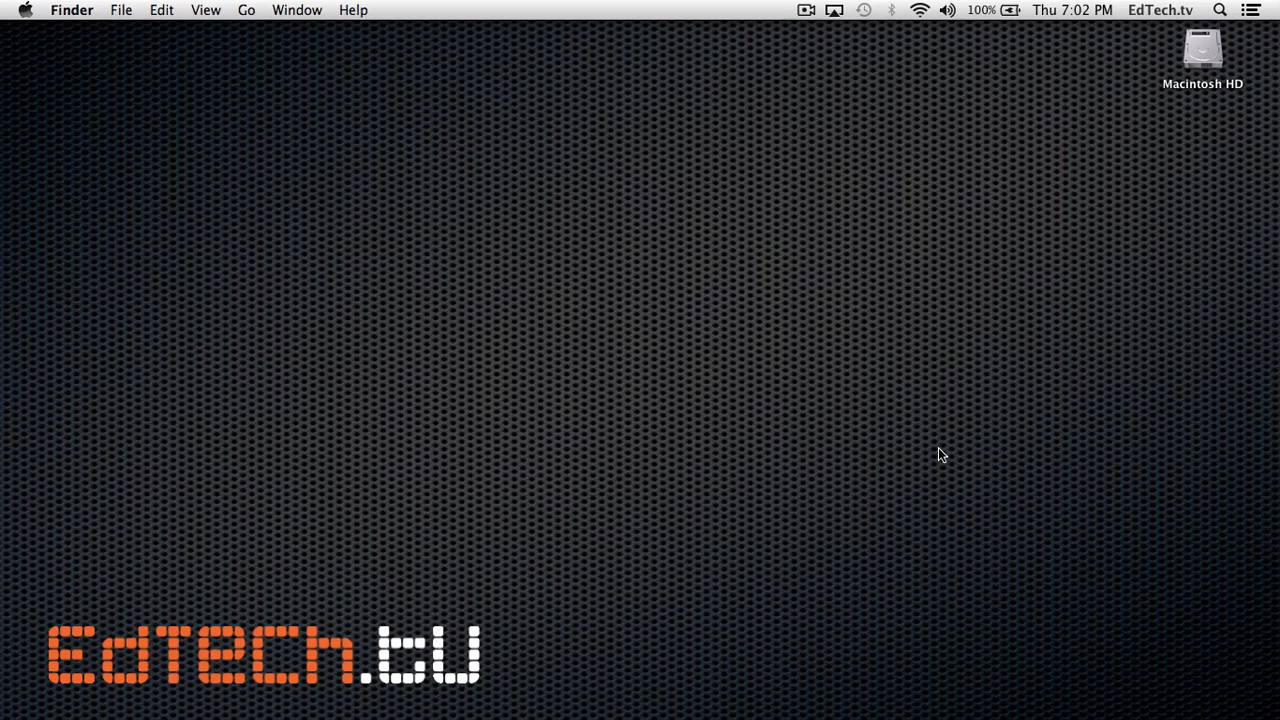 Finder File Edit View Go Window Help 100% Thu 7:02 PM EdTech.tv
Macintosh HD
EdTECh.tv